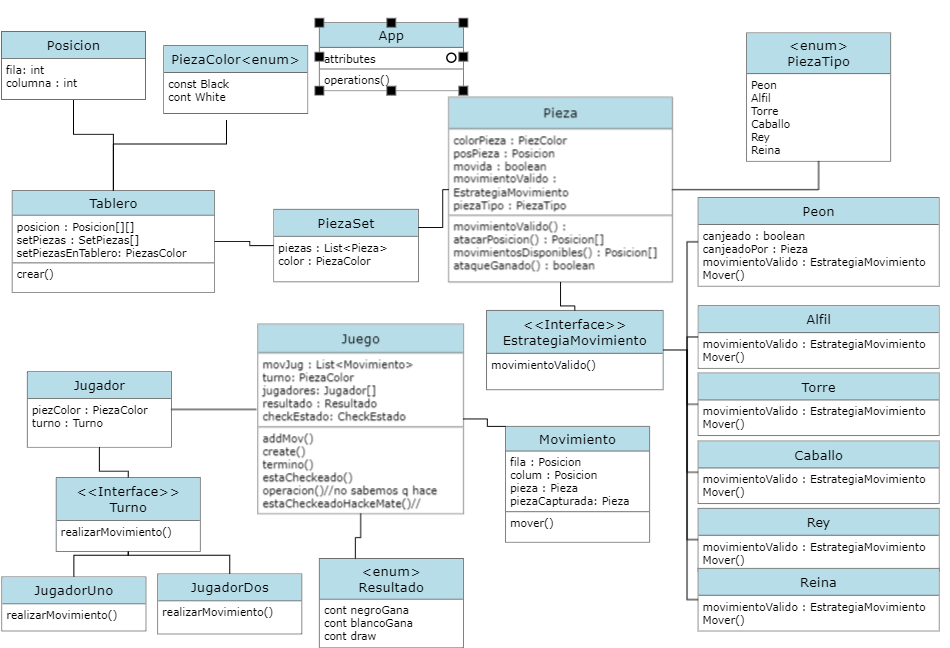 Posicion
fila: int
columna : int
PiezaColor<enum>
const Black
cont White
App
attributes
operations()
<enum>
PiezaTipo
Peon
Alfil
Torre
Caballo
Rey
Reina
Pieza
colorPieza : PiezColor
posPieza : Posicion
movida : boolean
movimientoValido :
EstrategiaMovimiento
piezaTipo : PiezaTipo
movimientoValido() :
atacarPosicion() : Posicion[]
movimientosDisponibles() : Posicion[]
ataqueGanado() : boolean
Tablero
posicion : Posicion[][]
setPiezas : SetPiezas[]
setPiezasEnTablero: PiezasColor
crear()
PiezaSet
piezas : List<Pieza>
color : PiezaColor
Peon
canjeado : boolean
canjeadoPor : Pieza
movimientoValido : EstrategiaMovimiento
Mover()
<<Interface>>
EstrategiaMovimiento
movimientoValido()
Alfil
movimientoValido : EstrategiaMovimiento
Mover()
Torre
movimientoValido : EstrategiaMovimiento
Mover()
Caballo
movimientoValido : EstrategiaMovimiento
Mover()
Rey
movimientoValido : EstrategiaMovimiento
Mover()
Reina
movimientoValido : EstrategiaMovimiento
Mover()
Juego
movJug : List<Movimiento>
turno: PiezaColor
jugadores: Jugador[]
resultado : Resultado
checkEstado: CheckEstado
addMov()
create()
termino()
estaCheckeado()
operacion()//no sabemos q hace
estaCheckeadoHackeMate()//
Jugador
piezColor : PiezaColor
turno : Turno
Movimiento
fila : Posicion
colum : Posicion
pieza : Pieza
piezaCapturada: Pieza
mover()
<<Interface>>
Turno
realizarMovimiento()
JugadorUno
realizarMovimiento()
JugadorDos
realizarMovimiento()
<enum>
Resultado
cont negroGana
cont blancoGana
cont draw